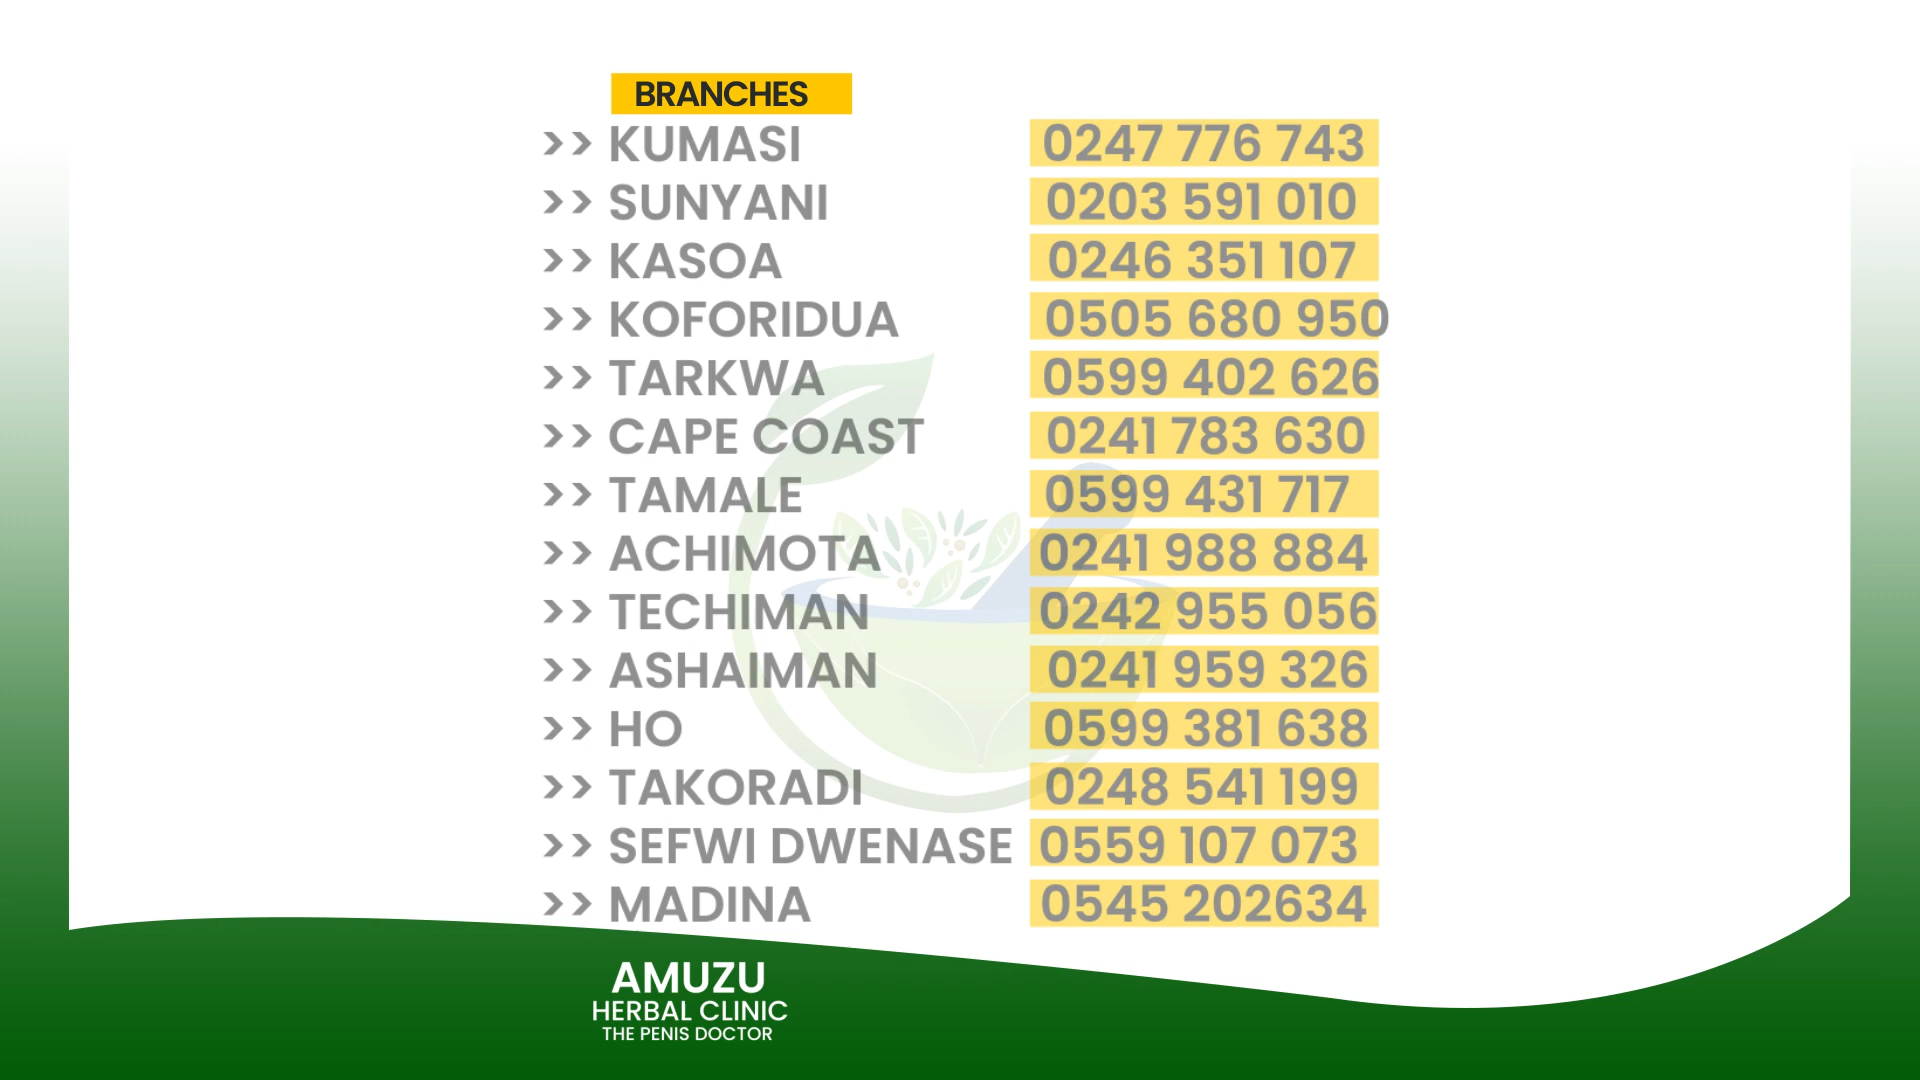 BRANCHES
>> KUMASI 0247 776 743
>> SUNYANI 0203 591 010
>> KASOA 0246 351 107
>> KOFORIDUA 0505 680 950
>> TARKWA 0599 402 626
>> CAPE COAST 0241 783 630
>> TAMALE 0599 431 717
>> ACHIMOTA 0241 988 884
>> TECHIMAN 0242 955 056
>> ASHAIMAN 0241 959 326
>> HO 0599 381 638
>> TAKORADI 0248 541 199
>> SEFWI DWENASE 0559 107 073
>> MADINA 0545 202634
AMUZU
HERBAL CLINIC
THE PENIS DOCTOR